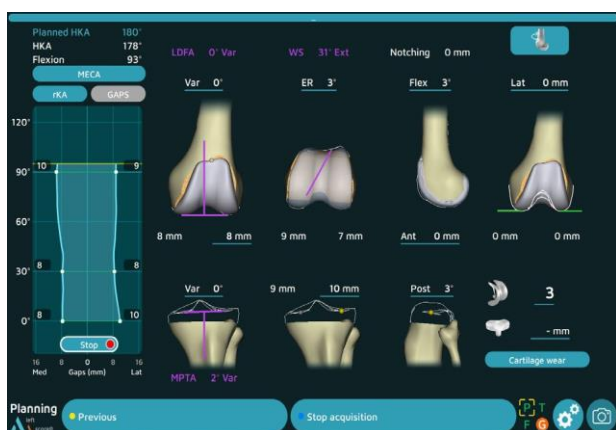 Planned HKA 180°
HKA 178°
Flexion 93°
MECA
rKA GAPS
LDFA 0° Var WS 31° Ext Notching 0 mm
Var 0° ER 3° Flex 3° Lat 0 mm
120°
10 9
90°
60°
8 8
30°
8 10
0°
Stop
16 8 0 8 16
Med Gaps (mm) Lat
8 mm 8 mm 9 mm 7 mm Ant 0 mm 0 mm 0 mm
Var 0° 9 mm 10 mm Post 3°
3
- mm
MPTA 2° Var
Cartilage wear
Planning
left
Previous
Stop acquisition
P T
F G